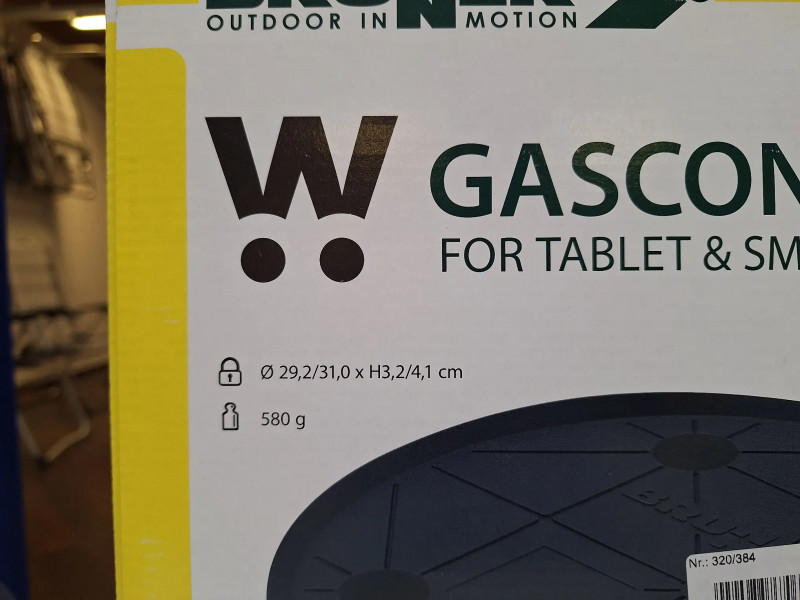 OUTDOOR IN MOTION
W
GASCON
FOR TABLET & SM
Ø 29,2/31,0 x H3,2/4,1 cm
580 g
Nr.: 320/384